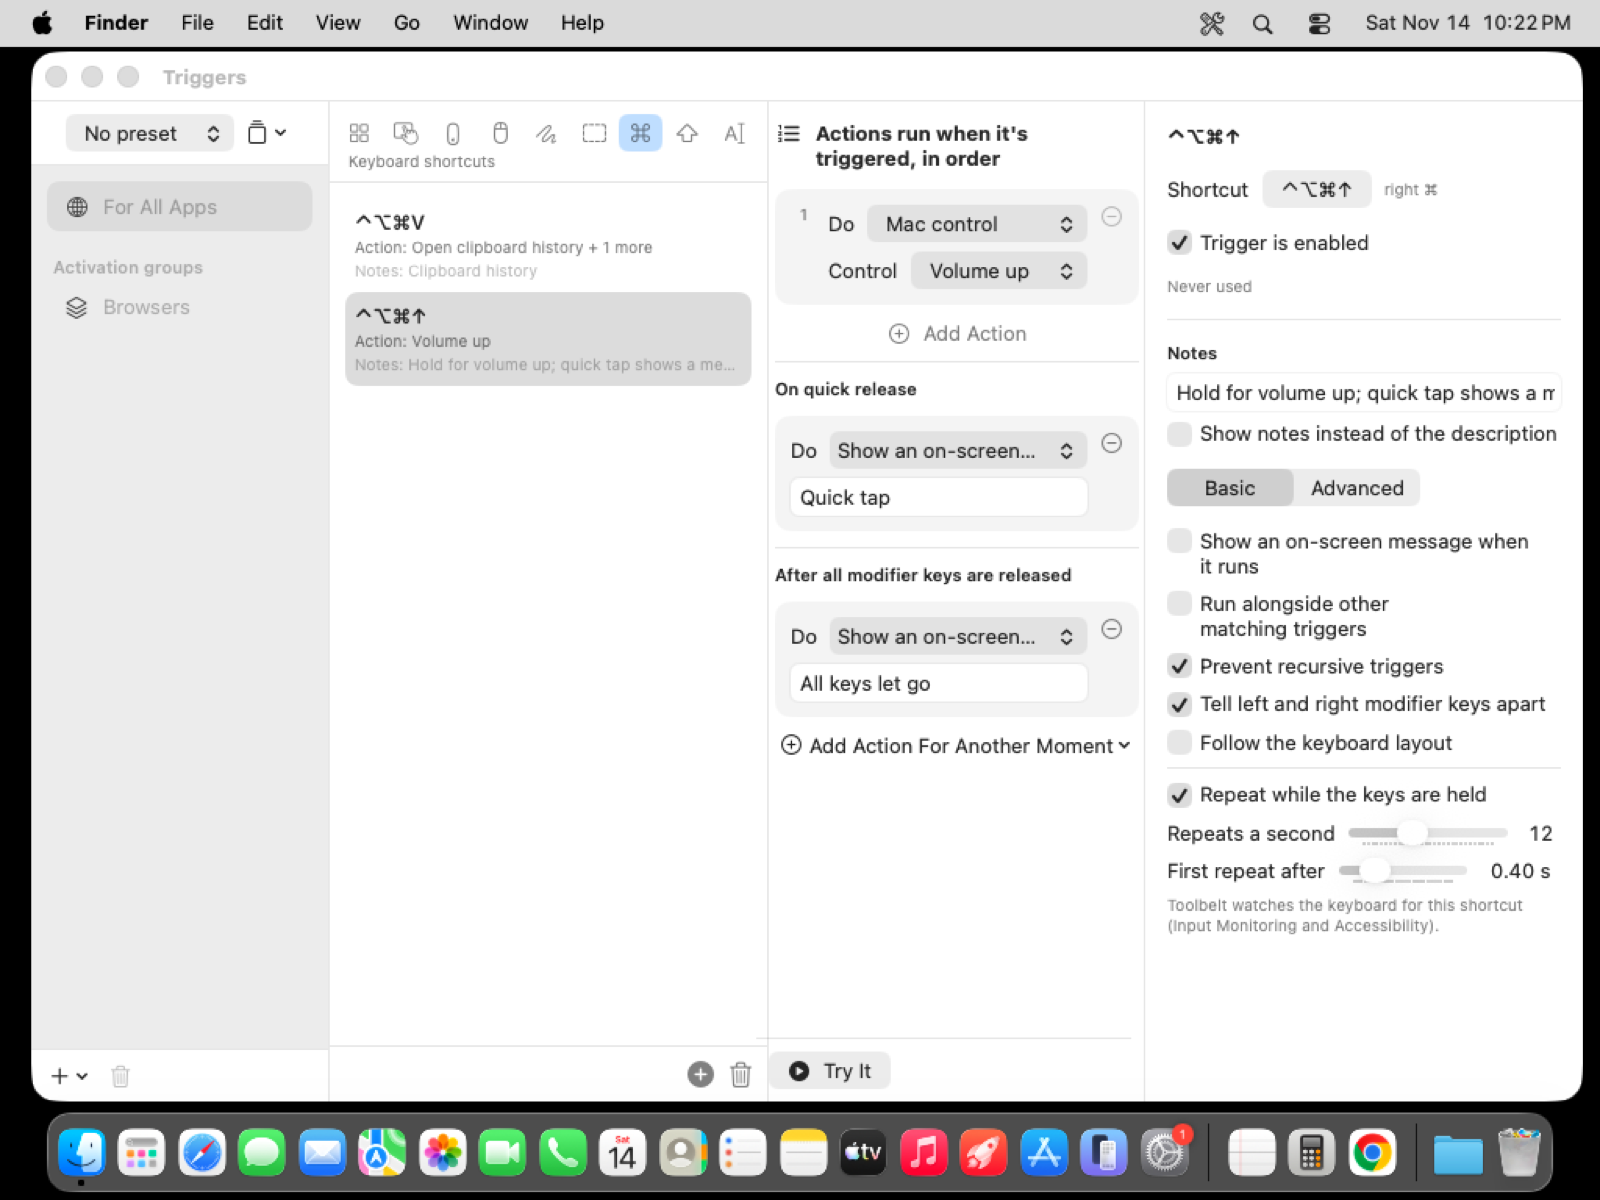 Finder File Edit View Go Window Help Sat Nov 14 10:22 PM
Triggers
No preset
For All Apps
Activation groups
Browsers
Keyboard shortcuts
⌃⌥⌘V
Action: Open clipboard history + 1 more
Notes: Clipboard history
⌃⌥⌘↑
Action: Volume up
Notes: Hold for volume up; quick tap shows a me...
Actions run when it's
triggered, in order
1
Do Mac control
Control Volume up
Add Action
On quick release
Do Show an on-screen...
Quick tap
After all modifier keys are released
Do Show an on-screen...
All keys let go
Add Action For Another Moment
Try It
⌃⌥⌘↑
Shortcut ⌃⌥⌘↑ right ⌘
Trigger is enabled
Never used
Notes
Hold for volume up; quick tap shows a m
Show notes instead of the description
Basic Advanced
Show an on-screen message when
it runs
Run alongside other
matching triggers
Prevent recursive triggers
Tell left and right modifier keys apart
Follow the keyboard layout
Repeat while the keys are held
Repeats a second 12
First repeat after 0.40 s
Toolbelt watches the keyboard for this shortcut
(Input Monitoring and Accessibility).
Sat
14
tv
1